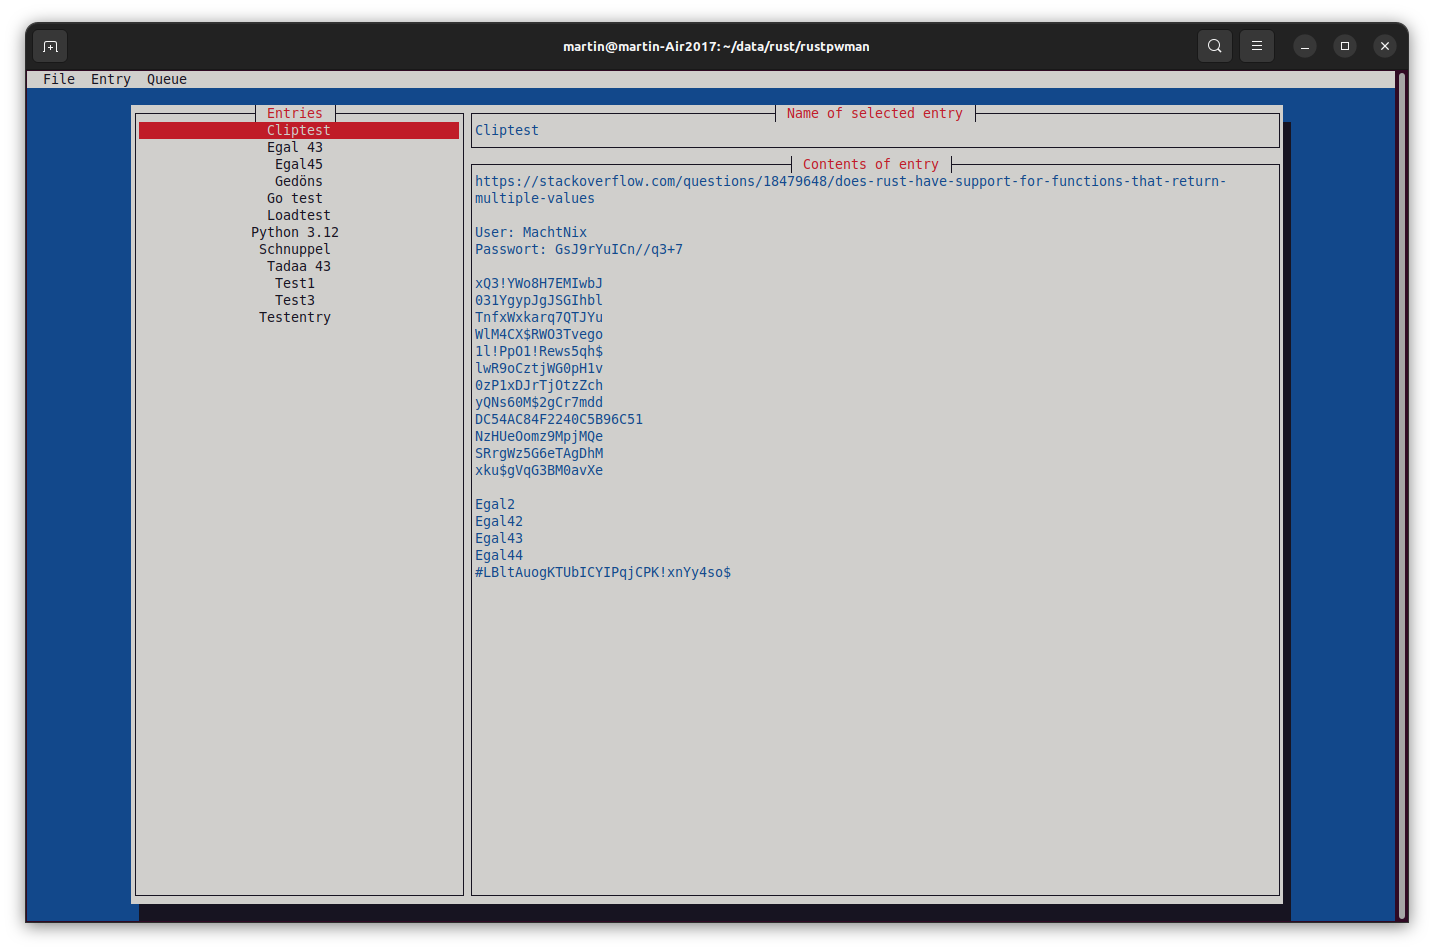 martin@martin-Air2017: ~/data/rust/rustpwman
File Entry Queue
Entries
Cliptest
Egal 43
Egal45
Gedöns
Go test
Loadtest
Python 3.12
Schnuppel
Tadaa 43
Test1
Test3
Testentry
Name of selected entry
Cliptest
Contents of entry
https://stackoverflow.com/questions/18479648/does-rust-have-support-for-functions-that-return-
multiple-values
User: MachtNix
Passwort: GsJ9rYuICn//q3+7
xQ3!YWo8H7EMIwbJ
031YgypJgJSGIhbl
TnfxWxkarq7QTJYu
WlM4CX$RWO3Tvego
1l!PpO1!Rews5qh$
lwR9oCztjWG0pH1v
0zP1xDJrTjOtzZch
yQNs60M$2gCr7mdd
DC54AC84F2240C5B96C51
NzHUeOomz9MpjMQe
SRrgWz5G6eTAgDhM
xku$gVqG3BM0avXe
Egal2
Egal42
Egal43
Egal44
#LBltAuogKTUbICYIPqjCPK!xnYy4so$